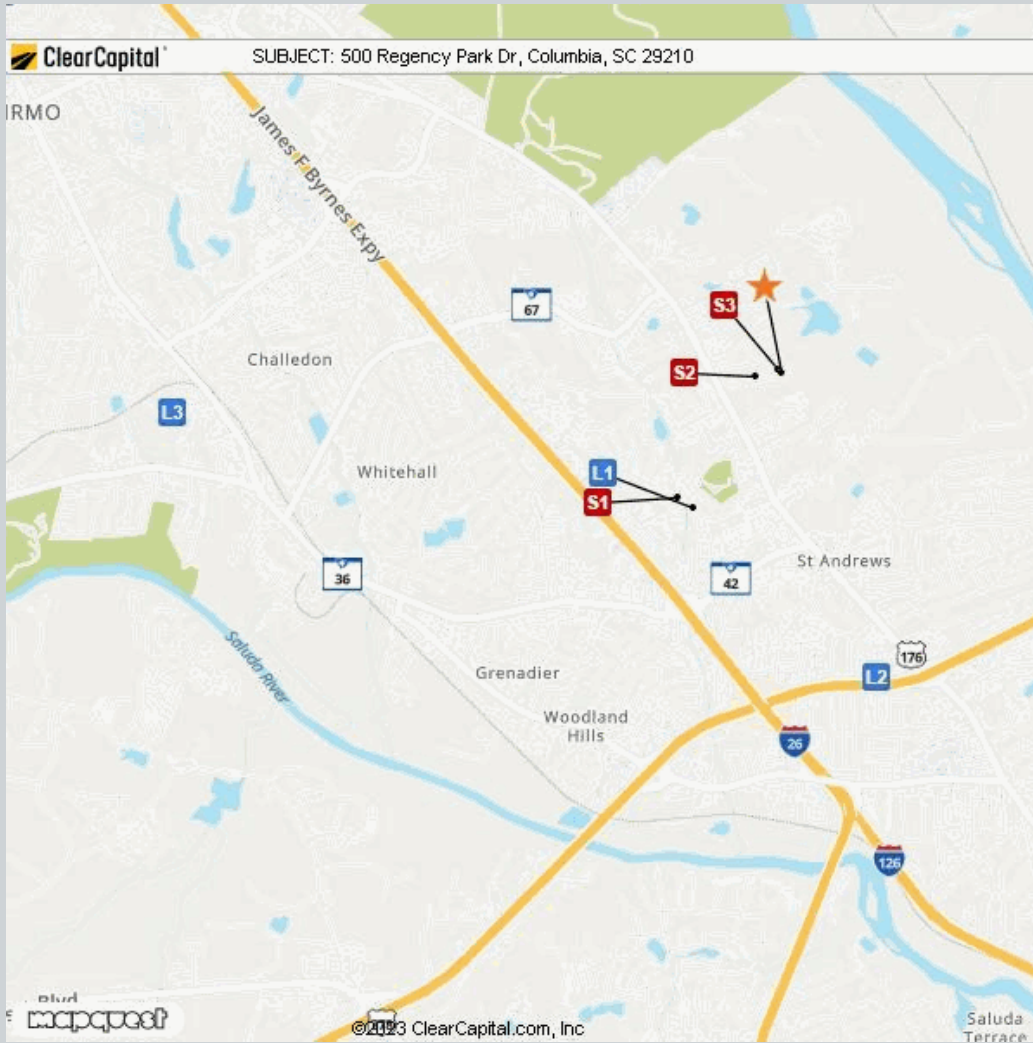 ClearCapital
SUBJECT: 500 Regency Park Dr, Columbia, SC 29210
IRMO
James F Byrnes Expy
S3
67
Challedon
S2
L3
Whitehall
L1
S1
St Andrews
36
42
Saluda River
176
Grenadier
L2
Woodland
Hills
26
126
Blvd
mapquest
©2023 ClearCapital.com, Inc
Saluda
Terrace